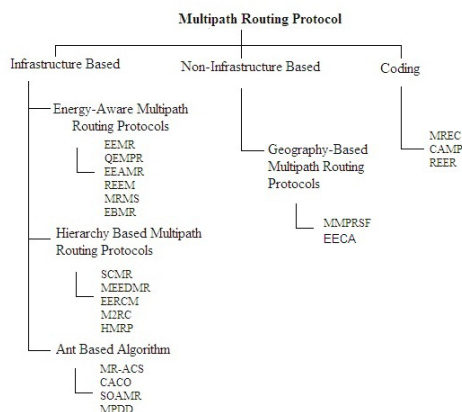 Multipath Routing Protocol
Infrastructure Based
Non-Infrastructure Based
Coding
Energy-Aware Multipath
Routing Protocols
EEMR
QEMPR
EEAMR
REEM
MRMS
EBMR
Hierarchy Based Multipath
Routing Protocols
SCMR
MEEDMR
EERCM
M2RC
HMRP
Ant Based Algorithm
MR-ACS
CACO
SOAMR
MPDD
Geography-Based
Multipath Routing
Protocols
MMPRSF
EECA
MREC
CAMP
REER